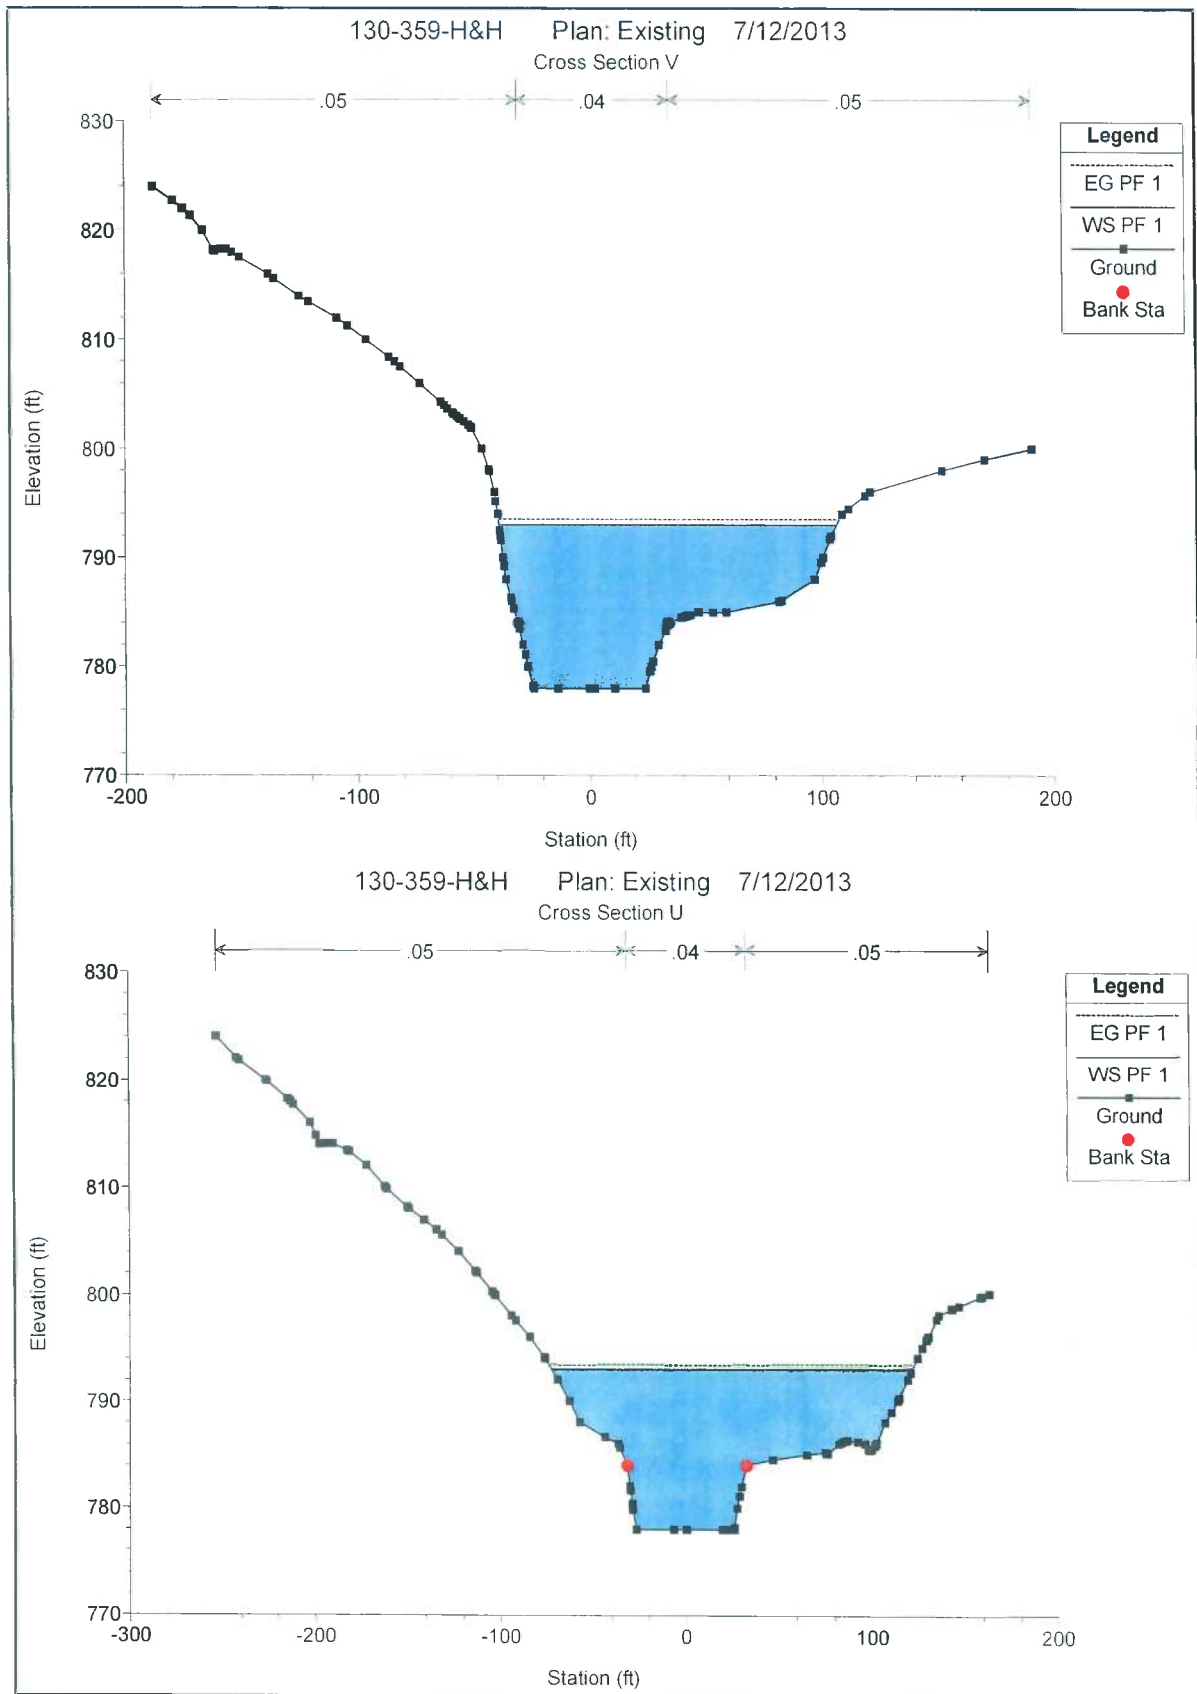 130-359-H&H Plan: Existing 7/12/2013
Cross Section V
.05 .04 .05
830
820
810
800
790
780
770
Elevation (ft)
-200 -100 0 100 200
Station (ft)
Legend
EG PF 1
WS PF 1
Ground
Bank Sta
130-359-H&H Plan: Existing 7/12/2013
Cross Section U
.05 .04 .05
830
820
810
800
790
780
770
Elevation (ft)
-300 -200 -100 0 100 200
Station (ft)
Legend
EG PF 1
WS PF 1
Ground
Bank Sta